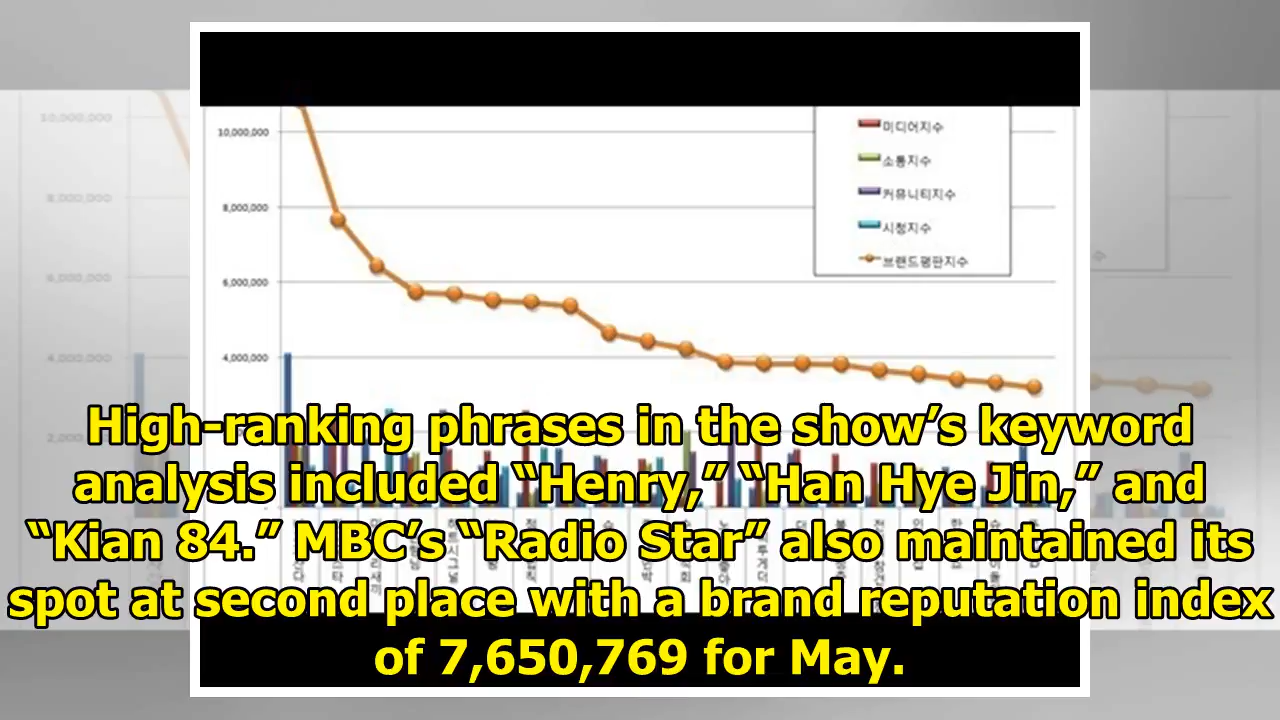 10,000,000
8,000,000
6,000,000
4,000,000
미디어지수
소통지수
커뮤니티지수
시청지수
브랜드평판지수
High-ranking phrases in the show’s keyword
analysis included “Henry,” “Han Hye Jin,” and
“Kian 84.” MBC’s “Radio Star” also maintained its
spot at second place with a brand reputation index
of 7,650,769 for May.